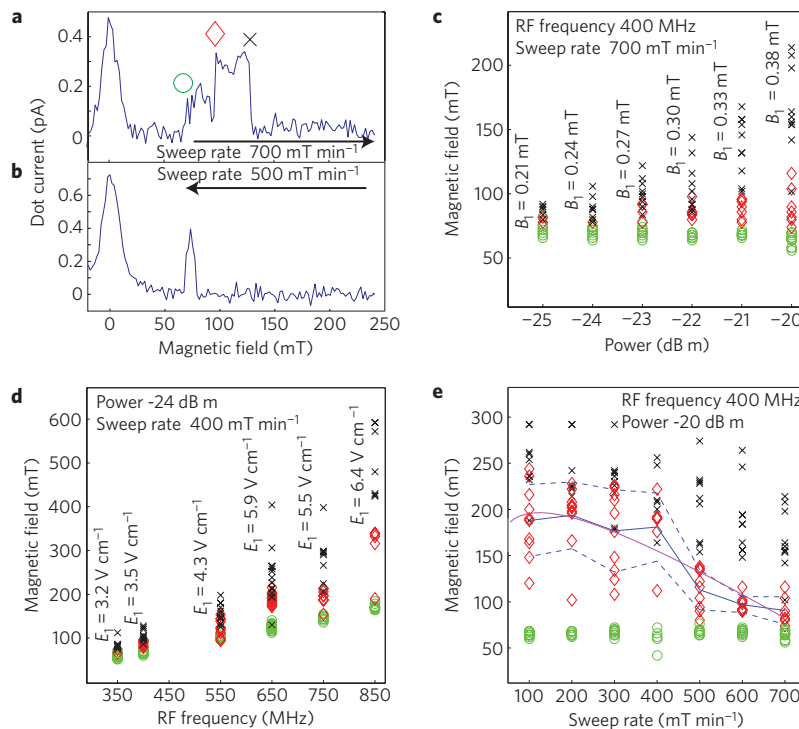 a
0.4
0.2
0
Sweep rate 700 mT min⁻¹
b
Sweep rate 500 mT min⁻¹
0.6
0.4
0.2
0
Dot current (pA)
0 50 100 150 200 250
Magnetic field (mT)
c
RF frequency 400 MHz
Sweep rate 700 mT min⁻¹
200
150
100
50
Magnetic field (mT)
B₁ = 0.21 mT
B₁ = 0.24 mT
B₁ = 0.27 mT
B₁ = 0.30 mT
B₁ = 0.33 mT
B₁ = 0.38 mT
−25 −24 −23 −22 −21 −20
Power (dB m)
d
Power -24 dB m
Sweep rate 400 mT min⁻¹
600
500
400
300
200
100
Magnetic field (mT)
E₁ = 3.2 V cm⁻¹
E₁ = 3.5 V cm⁻¹
E₁ = 4.3 V cm⁻¹
E₁ = 5.9 V cm⁻¹
E₁ = 5.5 V cm⁻¹
E₁ = 6.4 V cm⁻¹
350 450 550 650 750 850
RF frequency (MHz)
e
RF frequency 400 MHz
Power -20 dB m
300
250
200
150
100
50
Magnetic field (mT)
100 200 300 400 500 600 700
Sweep rate (mT min⁻¹)